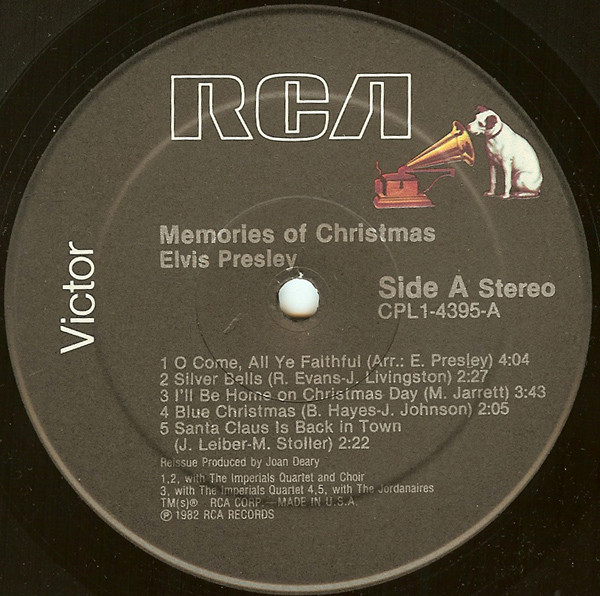 RCA
Memories of Christmas
Elvis Presley
Victor
Side A Stereo
CPL1-4395-A
1 O Come, All Ye Faithful (Arr.: E. Presley) 4:04
2 Silver Bells (R. Evans-J. Livingston) 2:27
3 I'll Be Home on Christmas Day (M. Jarrett) 3:43
4 Blue Christmas (B. Hayes-J. Johnson) 2:05
5 Santa Claus Is Back in Town
(J. Leiber-M. Stoller) 2:22
Reissue Produced by Joan Deary
1,2, with The Imperials Quartet and Choir
3, with The Imperials Quartet 4,5, with The Jordanaires
TM(s)® RCA CORP.—MADE IN U.S.A.
℗ 1982 RCA RECORDS